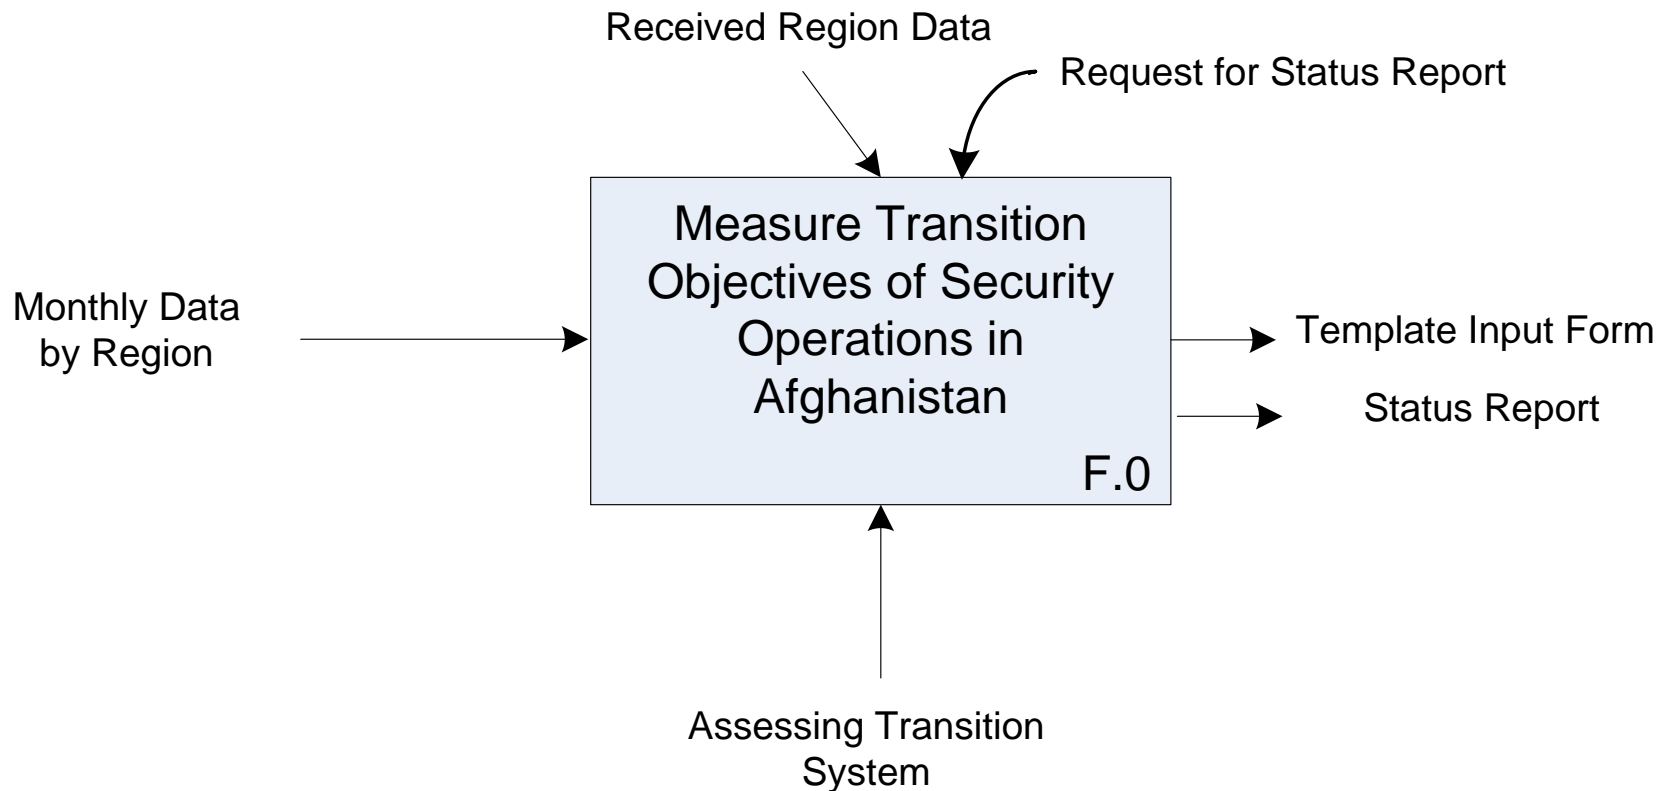 Received Region Data
Request for Status Report
Measure Transition
Objectives of Security
Operations in
Afghanistan
F.0
Monthly Data
by Region
Template Input Form
Status Report
Assessing Transition
System